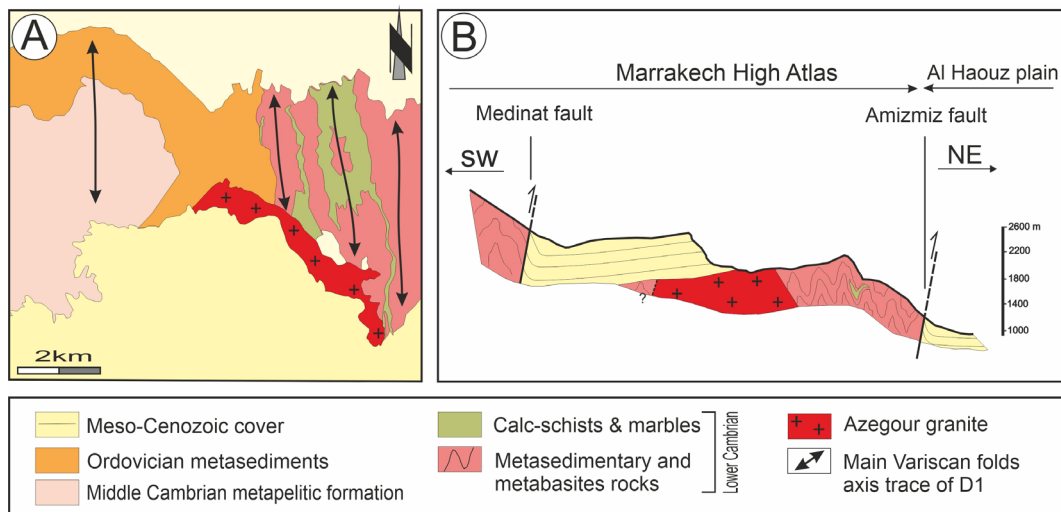 A
2km
B
Marrakech High Atlas
Al Haouz plain
Medinat fault
Amizmiz fault
SW
NE
2600 m
2200
1800
1400
1000
?
Meso-Cenozoic cover
Ordovician metasediments
Middle Cambrian metapelitic formation
Calc-schists & marbles
Metasedimentary and
metabasites rocks
Lower Cambrian
Azegour granite
Main Variscan folds
axis trace of D1